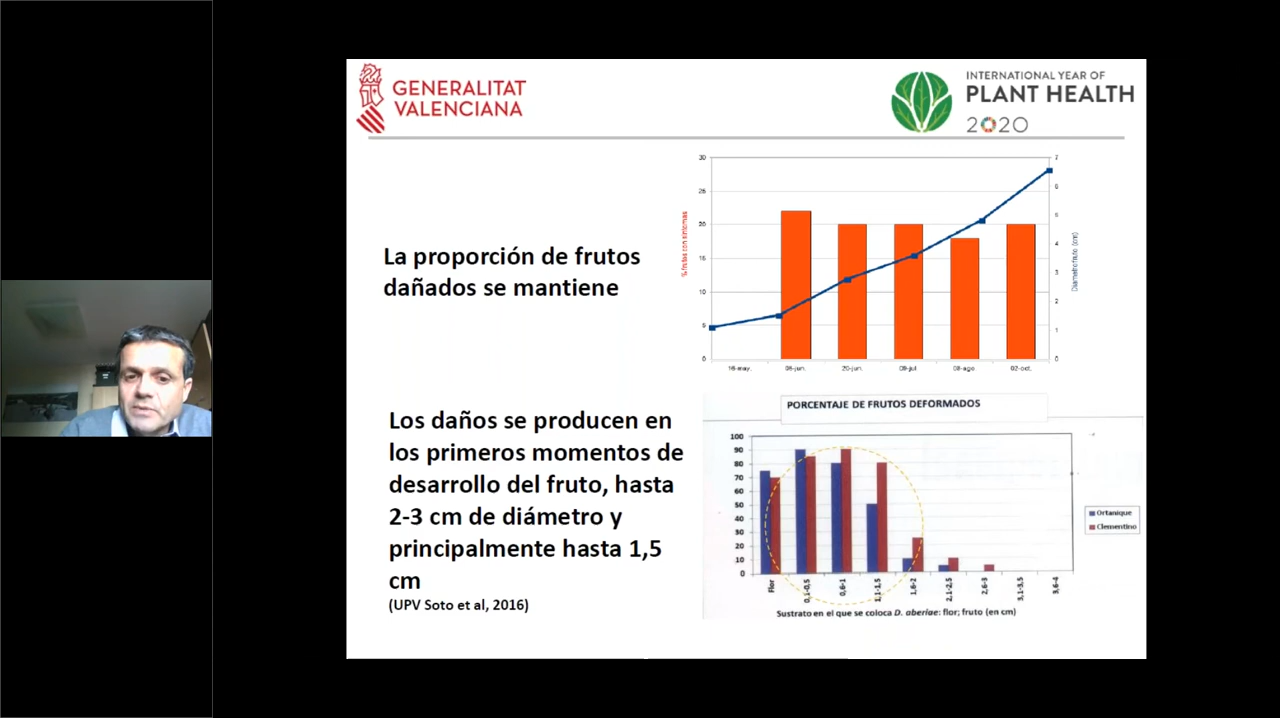 GENERALITAT
VALENCIANA
INTERNATIONAL YEAR OF
PLANT HEALTH
2020
La proporción de frutos
dañados se mantiene
30
25
20
15
10
5
0
% frutos con síntomas
7
6
5
4
3
2
1
0
Diametro fruto (cm)
16-may.
06-jun.
20-jun.
09-jul
08-ago.
02-oct.
Los daños se producen en
los primeros momentos de
desarrollo del fruto, hasta
2-3 cm de diámetro y
principalmente hasta 1,5
cm
(UPV Soto et al, 2016)
PORCENTAJE DE FRUTOS DEFORMADOS
100
90
80
70
60
50
40
30
20
10
0
Flor
0,1-0,5
0,6-1
1,1-1,5
1,6-2
2,1-2,5
2,6-3
3,1-3,5
3,6-4
Ortanique
Clementino
Sustrato en el que se coloca D. aberiae: flor; fruto (en cm)